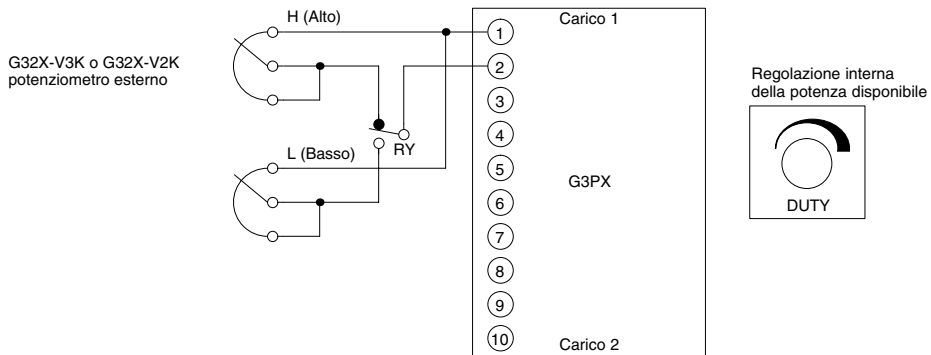 H (Alto)
G32X-V3K o G32X-V2K
potenziometro esterno
L (Basso)
RY
Carico 1
1
2
3
4
5
6
7
8
9
10
G3PX
Carico 2
Regolazione interna
della potenza disponibile
DUTY